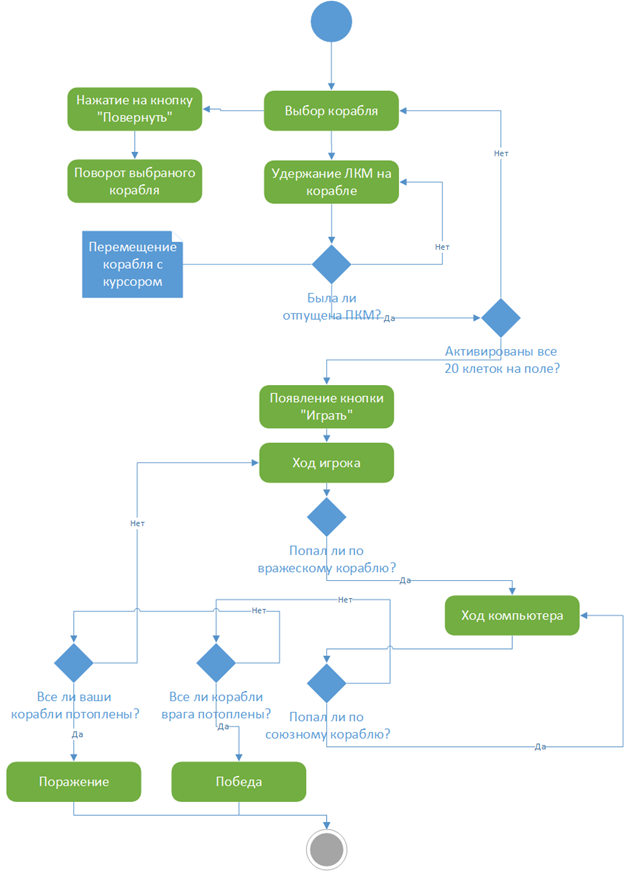 Нажатие на кнопку
"Повернуть"
Выбор корабля
Нет
Поворот выбраного
корабля
Удержание ЛКМ на
корабле
Перемещение
корабля с
курсором
Нет
Была ли
отпущена ПКМ?
Да
Активированы все
20 клеток на поле?
Появление кнопки
"Играть"
Ход игрока
Нет
Попал ли по
вражескому кораблю?
Да
Нет
Нет
Ход компьютера
Все ли ваши
корабли потоплены?
Все ли корабли
врага потоплены?
Попал ли по
союзному кораблю?
Да
Да
Да
Поражение
Победа